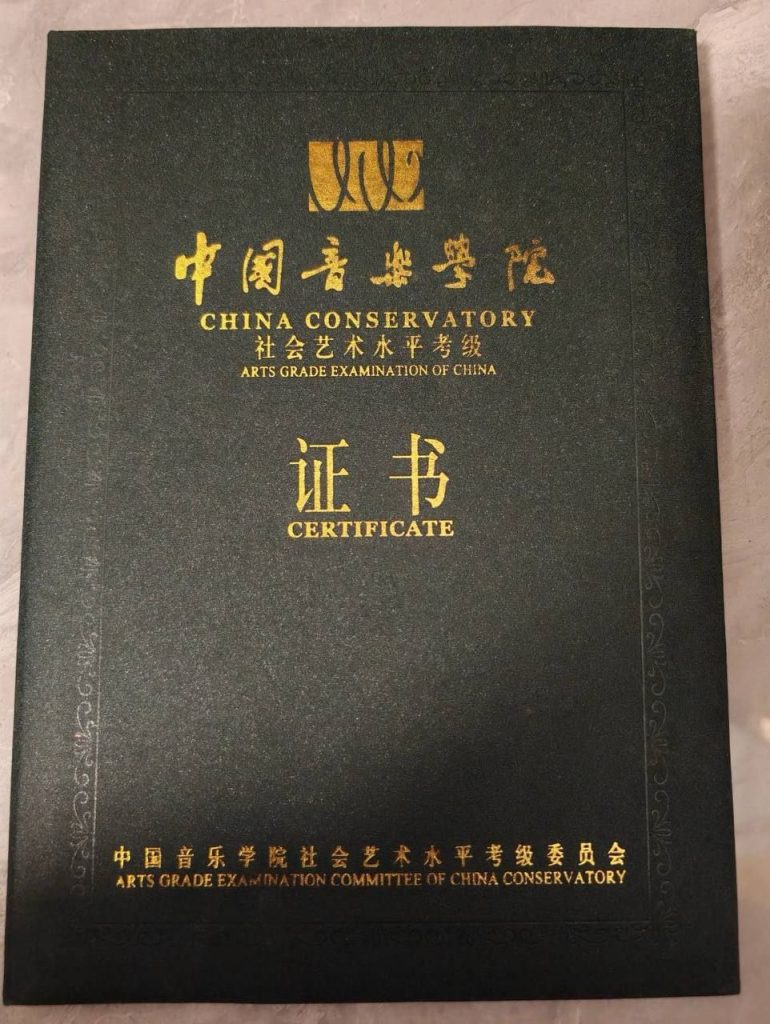 中国音樂學院
CHINA CONSERVATORY
社会艺术水平考级
ARTS GRADE EXAMINATION OF CHINA
证书
CERTIFICATE
中国音乐学院社会艺术水平考级委员会
ARTS GRADE EXAMINATION COMMITTEE OF CHINA CONSERVATORY